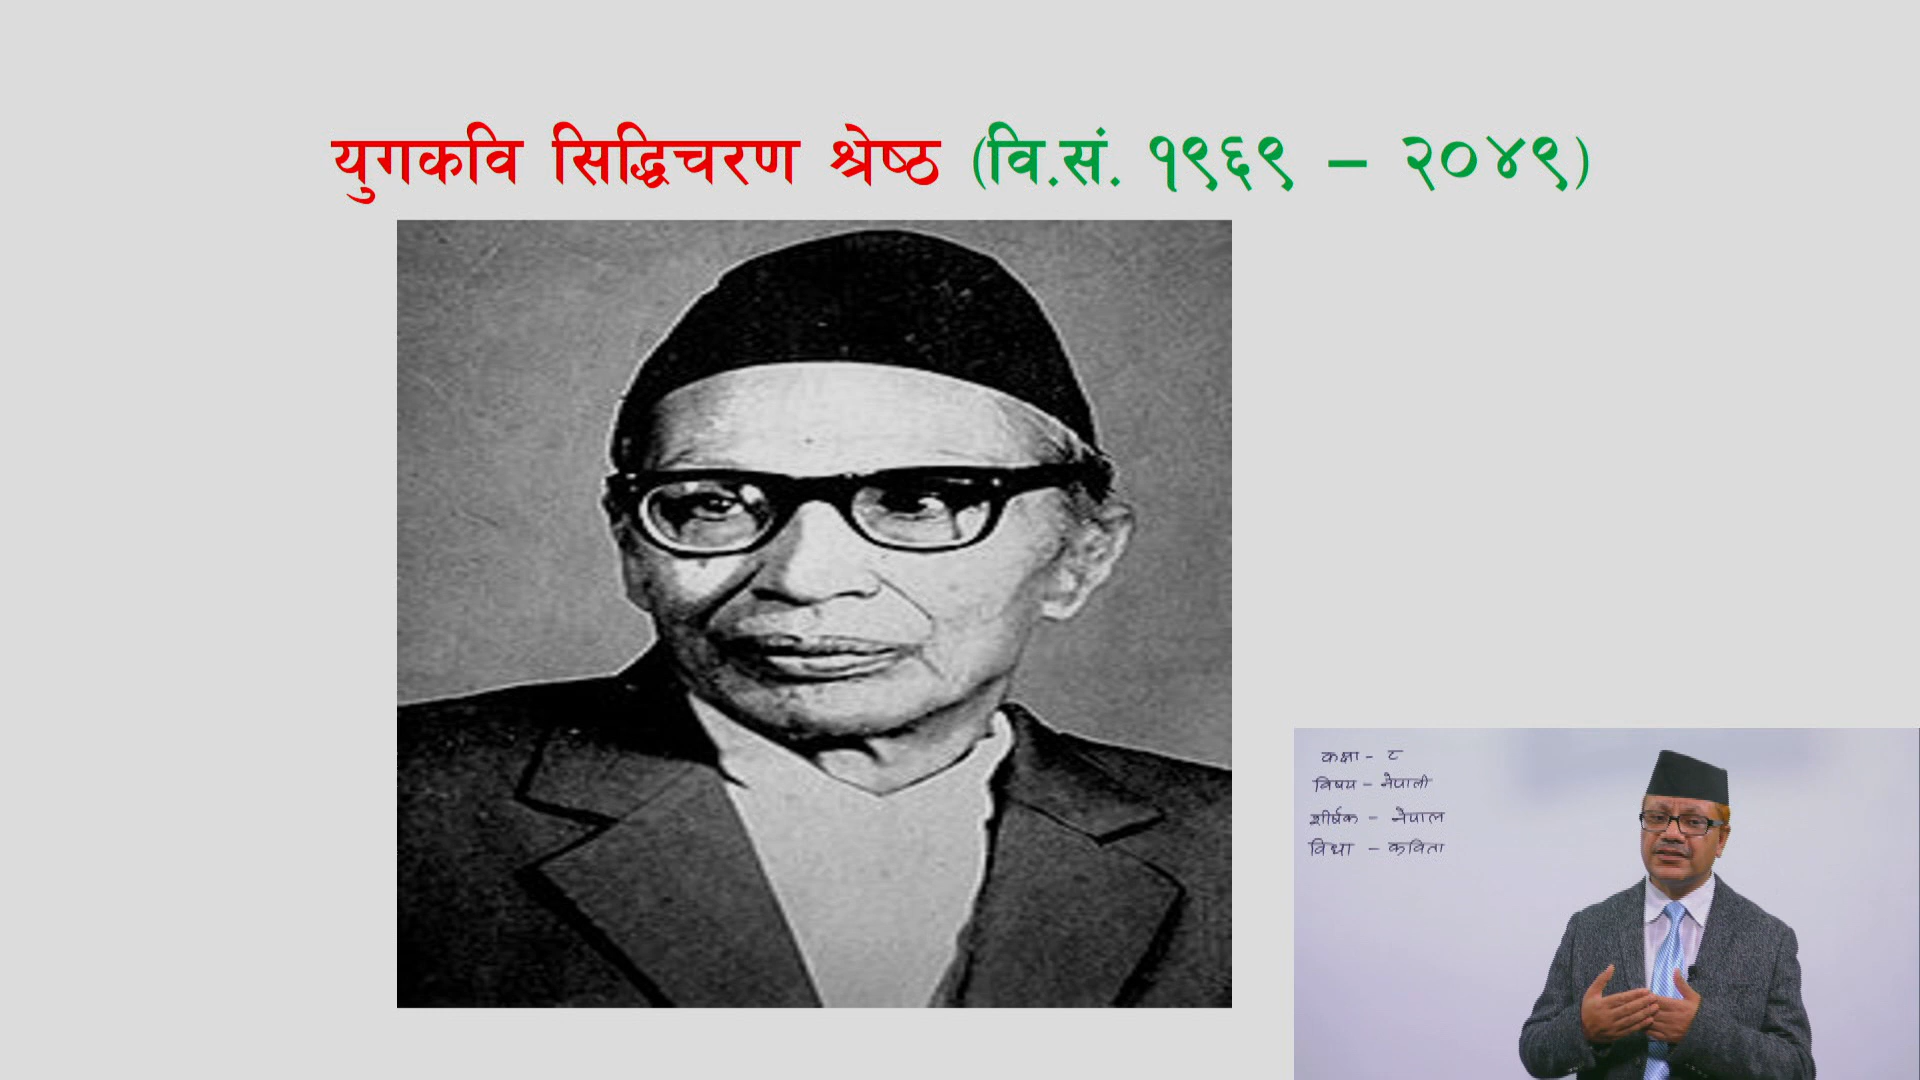 युगकवि सिद्धिचरण श्रेष्ठ (वि.सं. १९६९ – २०४९)
कक्षा - ८
विषय - नेपाली
शीर्षक - नेपाल
विधा - कविता